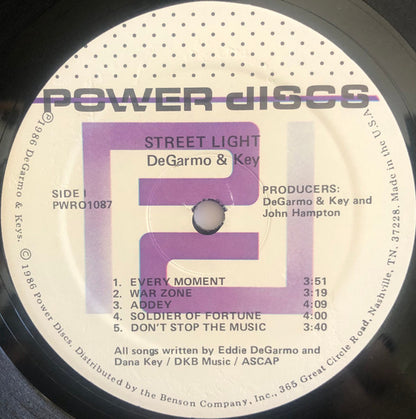 POWER dISCS
STREET LIGHT
DeGarmo & Key
SIDE I
PWRO1087
PRODUCERS:
DeGarmo & Key and
John Hampton
1. EVERY MOMENT 3:51
2. WAR ZONE 3:19
3. ADDEY 4:09
4. SOLDIER OF FORTUNE 4:00
5. DON'T STOP THE MUSIC 3:40
All songs written by Eddie DeGarmo and
Dana Key / DKB Music / ASCAP
℗1986 DeGarmo & Keys. © 1986 Power Discs. Distributed by the Benson Company, Inc., 365 Great Circle Road, Nashville, TN. 37228. Made in the U.S.A.